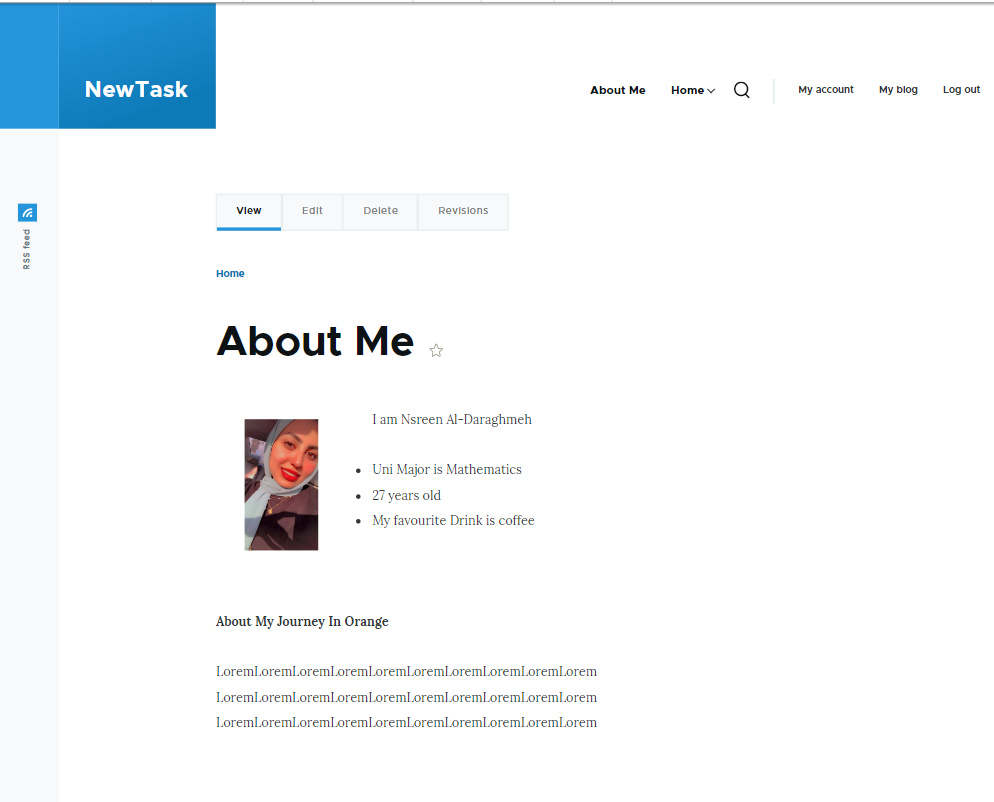 NewTask
About Me
Home
My account
My blog
Log out
RSS feed
View
Edit
Delete
Revisions
Home
About Me
I am Nsreen Al-Daraghmeh
Uni Major is Mathematics
27 years old
My favourite Drink is coffee
About My Journey In Orange
LoremLoremLoremLoremLoremLoremLoremLoremLoremLorem
LoremLoremLoremLoremLoremLoremLoremLoremLoremLorem
LoremLoremLoremLoremLoremLoremLoremLoremLoremLorem